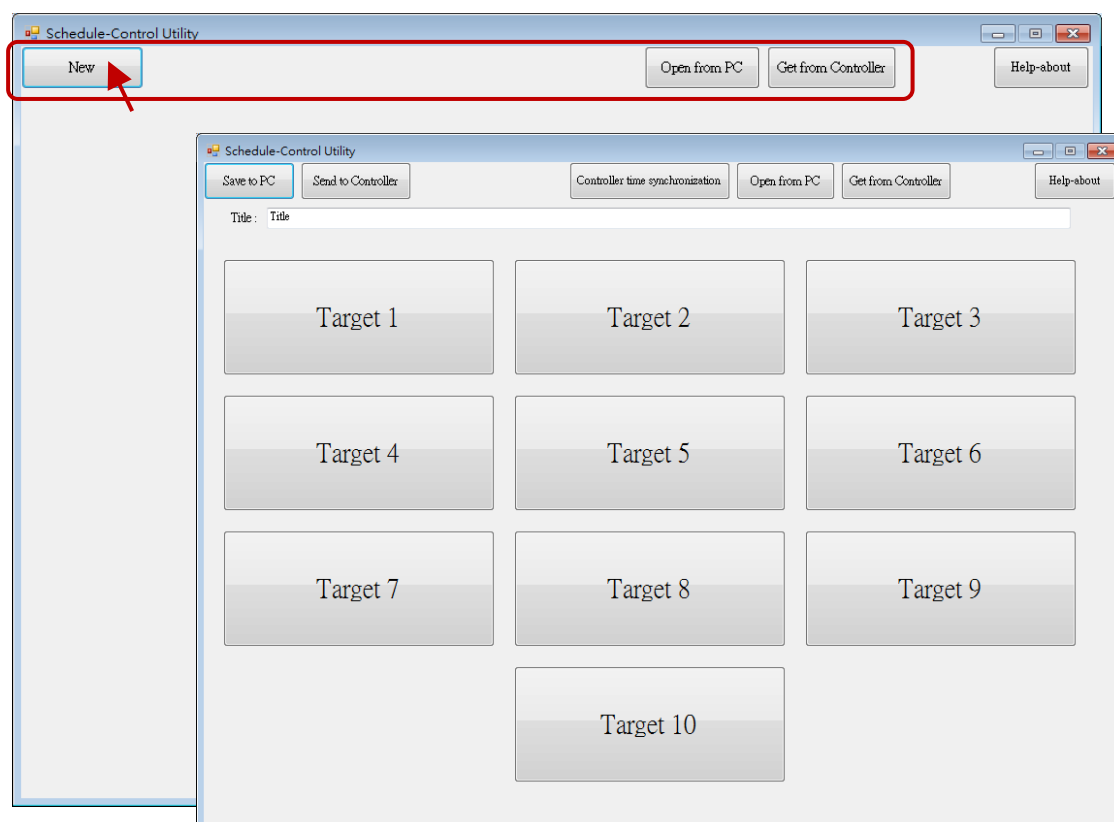 Schedule-Control Utility
New Open from PC Get from Controller Help-about
Schedule-Control Utility
Save to PC Send to Controller Controller time synchronization Open from PC Get from Controller Help-about
Title : Title
Target 1 Target 2 Target 3
Target 4 Target 5 Target 6
Target 7 Target 8 Target 9
Target 10